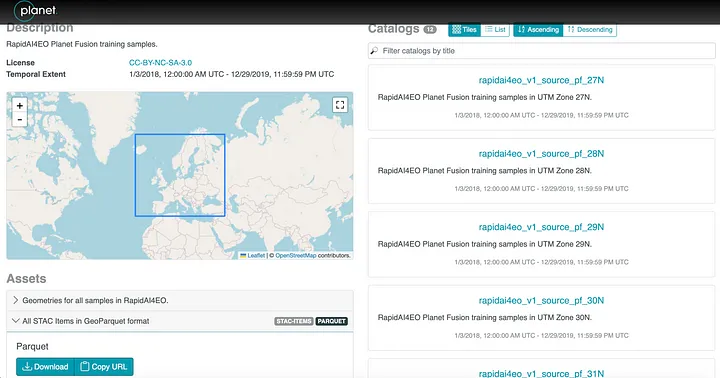 planet.
Description
RapidAI4EO Planet Fusion training samples.
License CC-BY-NC-SA-3.0
Temporal Extent 1/3/2018, 12:00:00 AM UTC - 12/29/2019, 11:59:59 PM UTC
+
-
Leaflet | © OpenStreetMap contributors.
Assets
Geometries for all samples in RapidAI4EO.
All STAC Items in GeoParquet format STAC-ITEMS PARQUET
Parquet
Download Copy URL
Catalogs 12 Tiles List Ascending Descending
Filter catalogs by title
rapidai4eo_v1_source_pf_27N
RapidAI4EO Planet Fusion training samples in UTM Zone 27N.
1/3/2018, 12:00:00 AM UTC - 12/29/2019, 11:59:59 PM UTC
rapidai4eo_v1_source_pf_28N
RapidAI4EO Planet Fusion training samples in UTM Zone 28N.
1/3/2018, 12:00:00 AM UTC - 12/29/2019, 11:59:59 PM UTC
rapidai4eo_v1_source_pf_29N
RapidAI4EO Planet Fusion training samples in UTM Zone 29N.
1/3/2018, 12:00:00 AM UTC - 12/29/2019, 11:59:59 PM UTC
rapidai4eo_v1_source_pf_30N
RapidAI4EO Planet Fusion training samples in UTM Zone 30N.
1/3/2018, 12:00:00 AM UTC - 12/29/2019, 11:59:59 PM UTC
rapidai4eo_v1_source_pf_31N